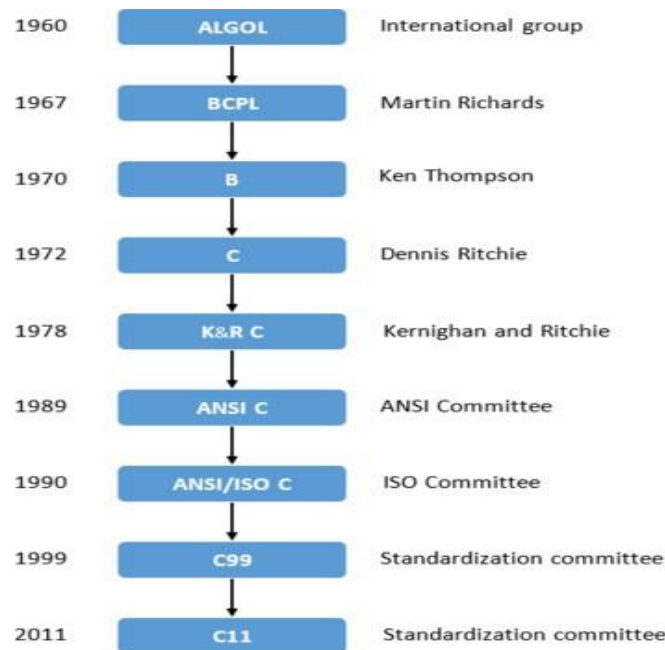 1960 ALGOL International group
1967 BCPL Martin Richards
1970 B Ken Thompson
1972 C Dennis Ritchie
1978 K&R C Kernighan and Ritchie
1989 ANSI C ANSI Committee
1990 ANSI/ISO C ISO Committee
1999 C99 Standardization committee
2011 C11 Standardization committee